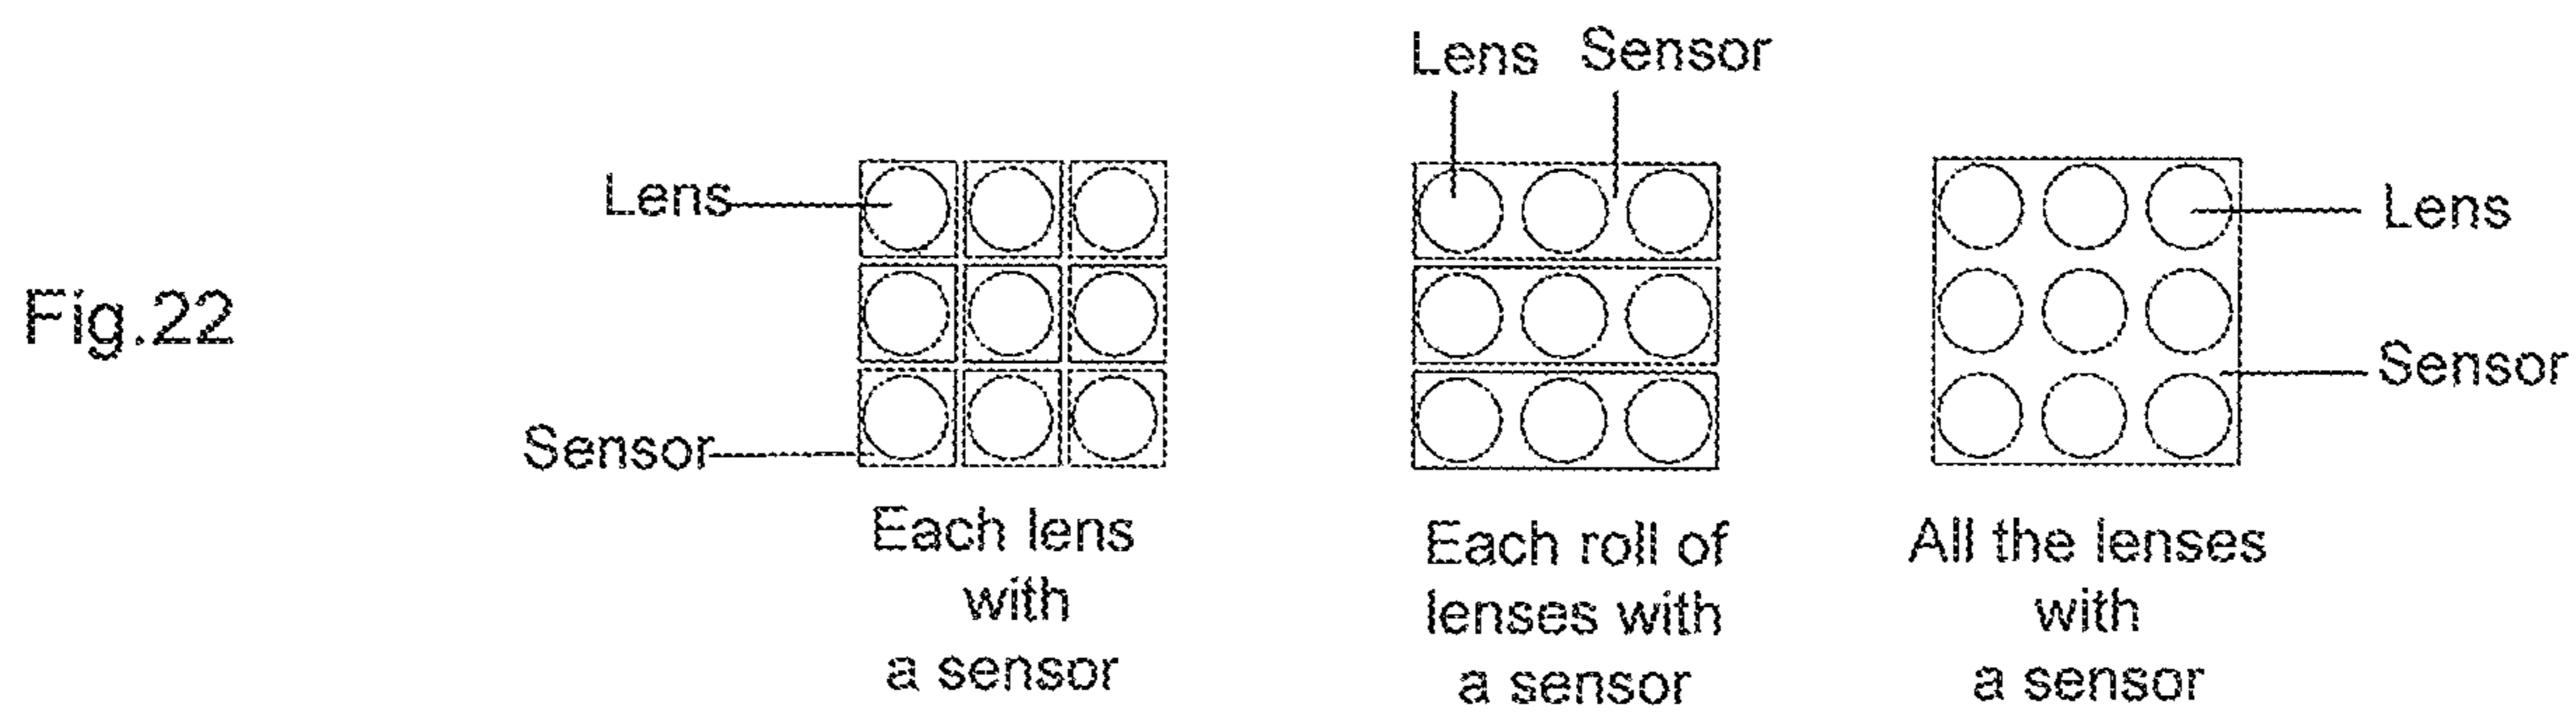 Fig.22
Lens
Sensor
Each lens
with
a sensor
Lens Sensor
Each roll of
lenses with
a sensor
Lens
Sensor
All the lenses
with
a sensor